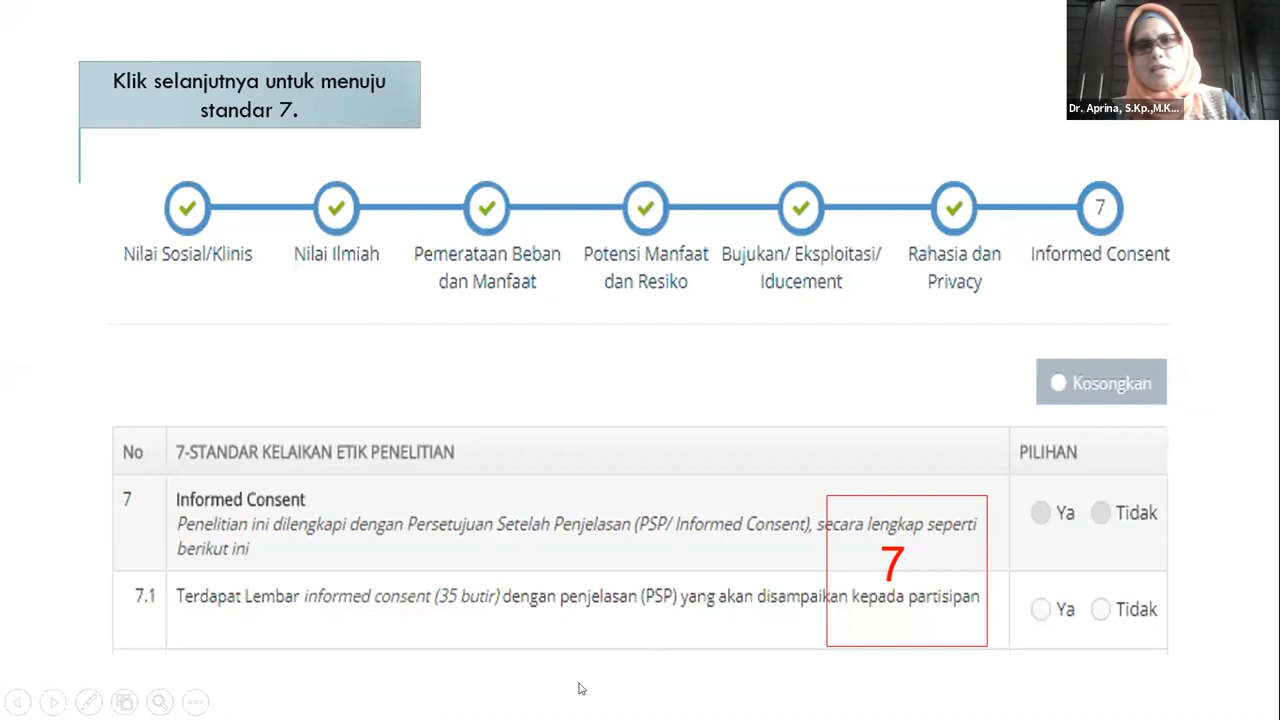 Dr. Aprina, S.Kp.,M.K...
Klik selanjutnya untuk menuju
standar 7.
7
Nilai Sosial/Klinis
Nilai Ilmiah
Pemerataan Beban
dan Manfaat
Potensi Manfaat
dan Resiko
Bujukan/ Eksploitasi/
Iducement
Rahasia dan
Privacy
Informed Consent
Kosongkan
No
7-STANDAR KELAIKAN ETIK PENELITIAN
PILIHAN
7
Informed Consent
Penelitian ini dilengkapi dengan Persetujuan Setelah Penjelasan (PSP/ Informed Consent), secara lengkap seperti
berikut ini
Ya
Tidak
7
7.1
Terdapat Lembar informed consent (35 butir) dengan penjelasan (PSP) yang akan disampaikan kepada partisipan
Ya
Tidak